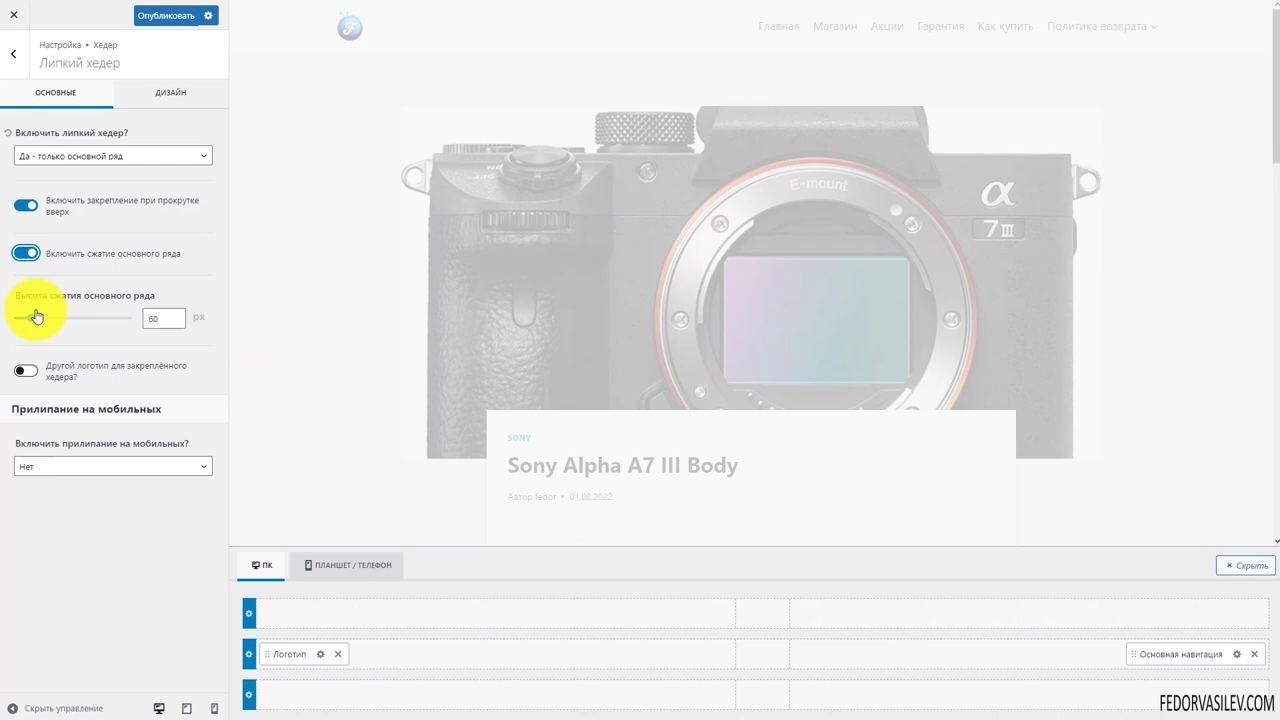 Опубликовать
Настройка ▸ Хедер
Липкий хедер
ОСНОВНЫЕ
ДИЗАЙН
Включить липкий хедер?
Да - только основной ряд
Включить закрепление при прокрутке
вверх
Включить сжатие основного ряда
Высота сжатия основного ряда
60
px
Другой логотип для закреплённого
хедера?
Прилипание на мобильных
Включить прилипание на мобильных?
Нет
Скрыть управление
Главная
Магазин
Акции
Гарантия
Как купить
Политика возврата
E-mount
α
7III
SONY
Sony Alpha A7 III Body
Автор fedor • 01.02.2022
ПК
ПЛАНШЕТ / ТЕЛЕФОН
× Скрыть
Логотип
Основная навигация
FEDORVASILEV.COM